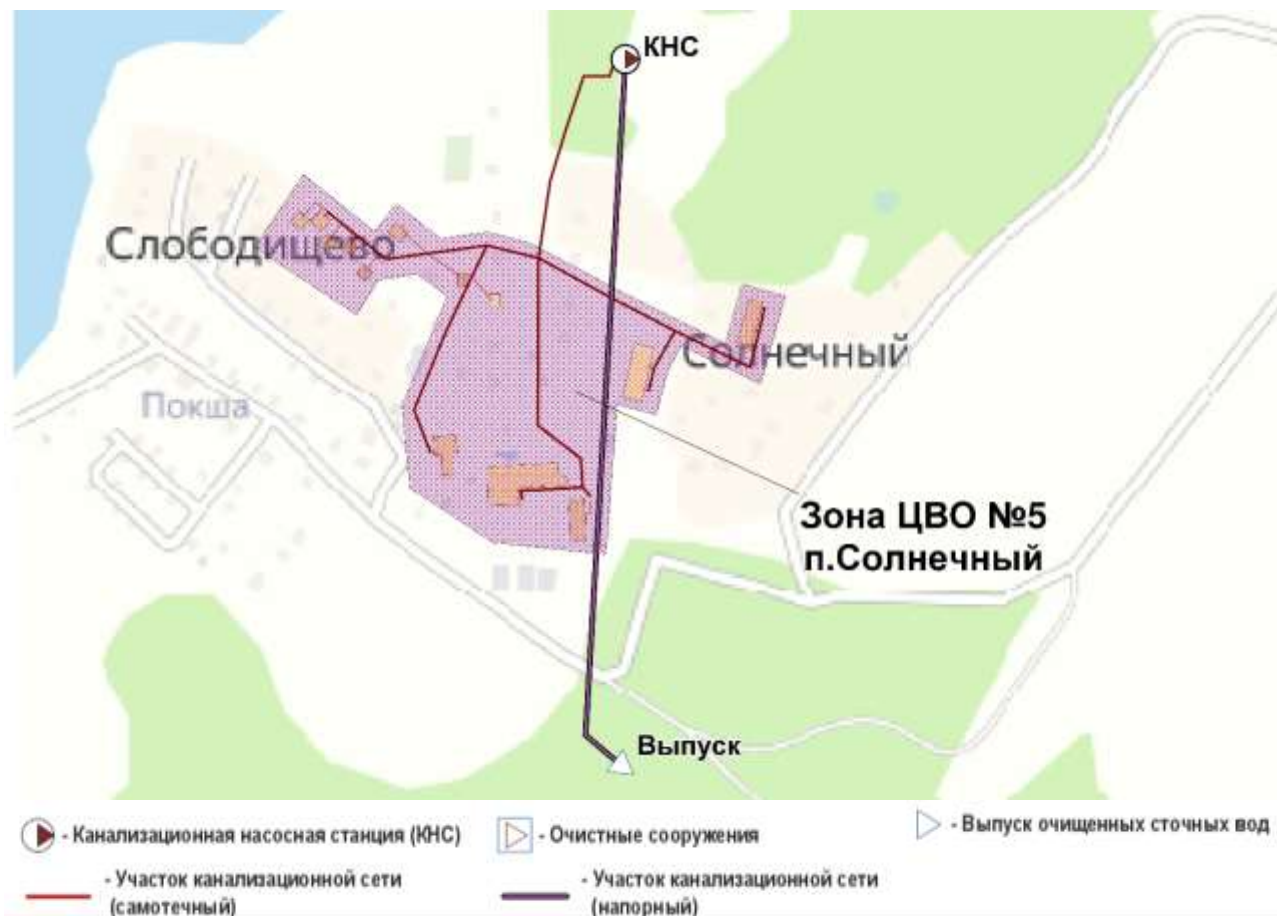 КНС
Слободищево
Солнечный
Покша
Зона ЦВО №5
п.Солнечный
Выпуск
- Канализационная насосная станция (КНС)
- Очистные сооружения
- Выпуск очищенных сточных вод
- Участок канализационной сети
(самотечный)
- Участок канализационной сети
(напорный)